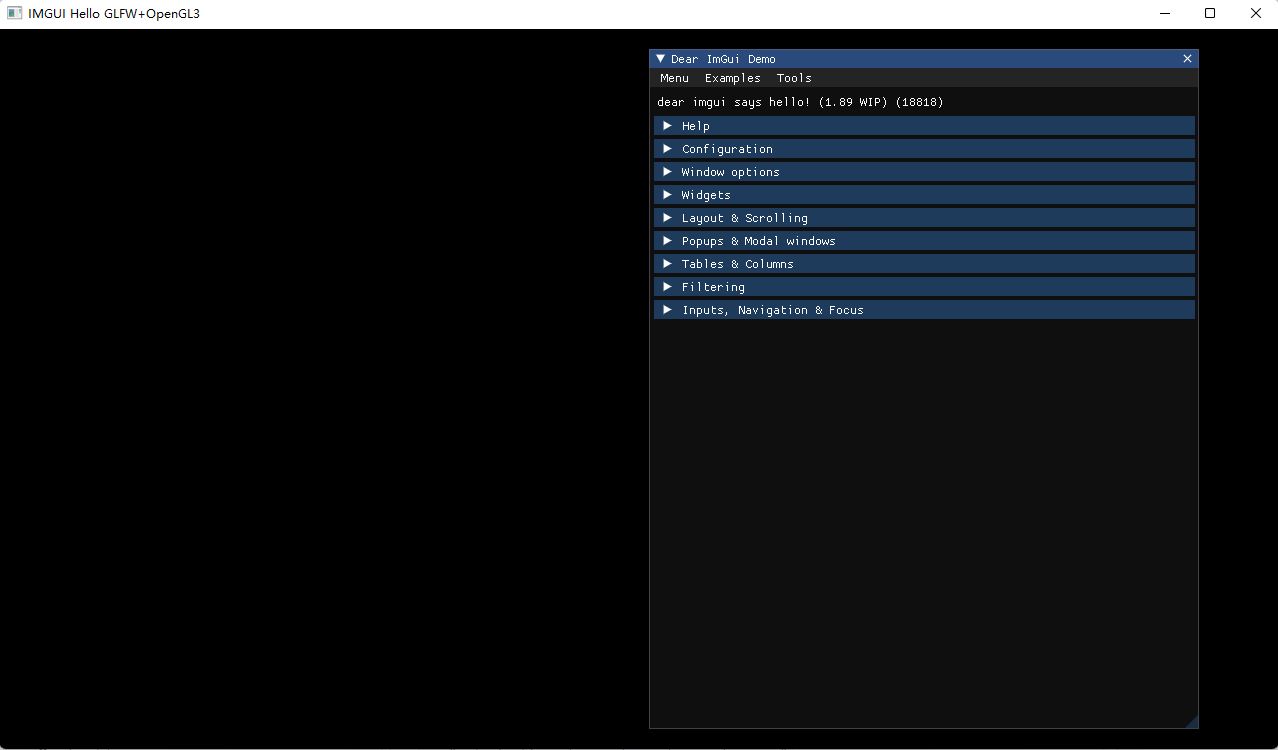 IMGUI Hello GLFW+OpenGL3
Dear ImGui Demo
Menu Examples Tools
dear imgui says hello! (1.89 WIP) (18818)
Help
Configuration
Window options
Widgets
Layout & Scrolling
Popups & Modal windows
Tables & Columns
Filtering
Inputs, Navigation & Focus